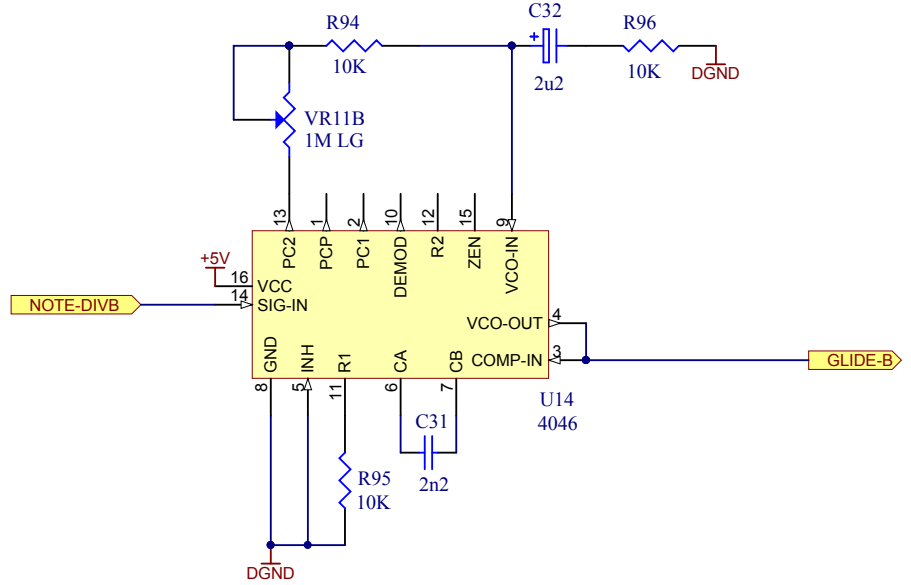 C32
R94
R96
10K
2u2
10K
DGND
VR11B
1M LG
13
1
2
10
12
15
9
PC2
PCP
PC1
DEMOD
R2
ZEN
VCO-IN
+5V
16
VCC
NOTE-DIVB
14
SIG-IN
VCO-OUT
4
COMP-IN
3
GLIDE-B
GND
INH
R1
CA
CB
8
5
11
6
7
U14
4046
C31
2n2
R95
10K
DGND